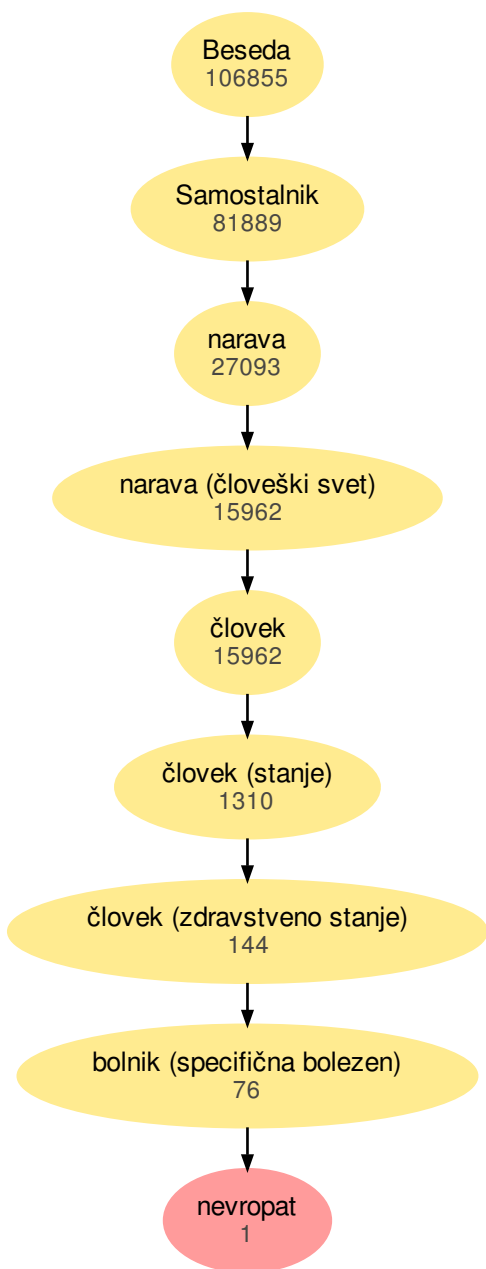 Beseda
106855
Samostalnik
81889
narava
27093
narava (človeški svet)
15962
človek
15962
človek (stanje)
1310
človek (zdravstveno stanje)
144
bolnik (specifična bolezen)
76
nevropat
1